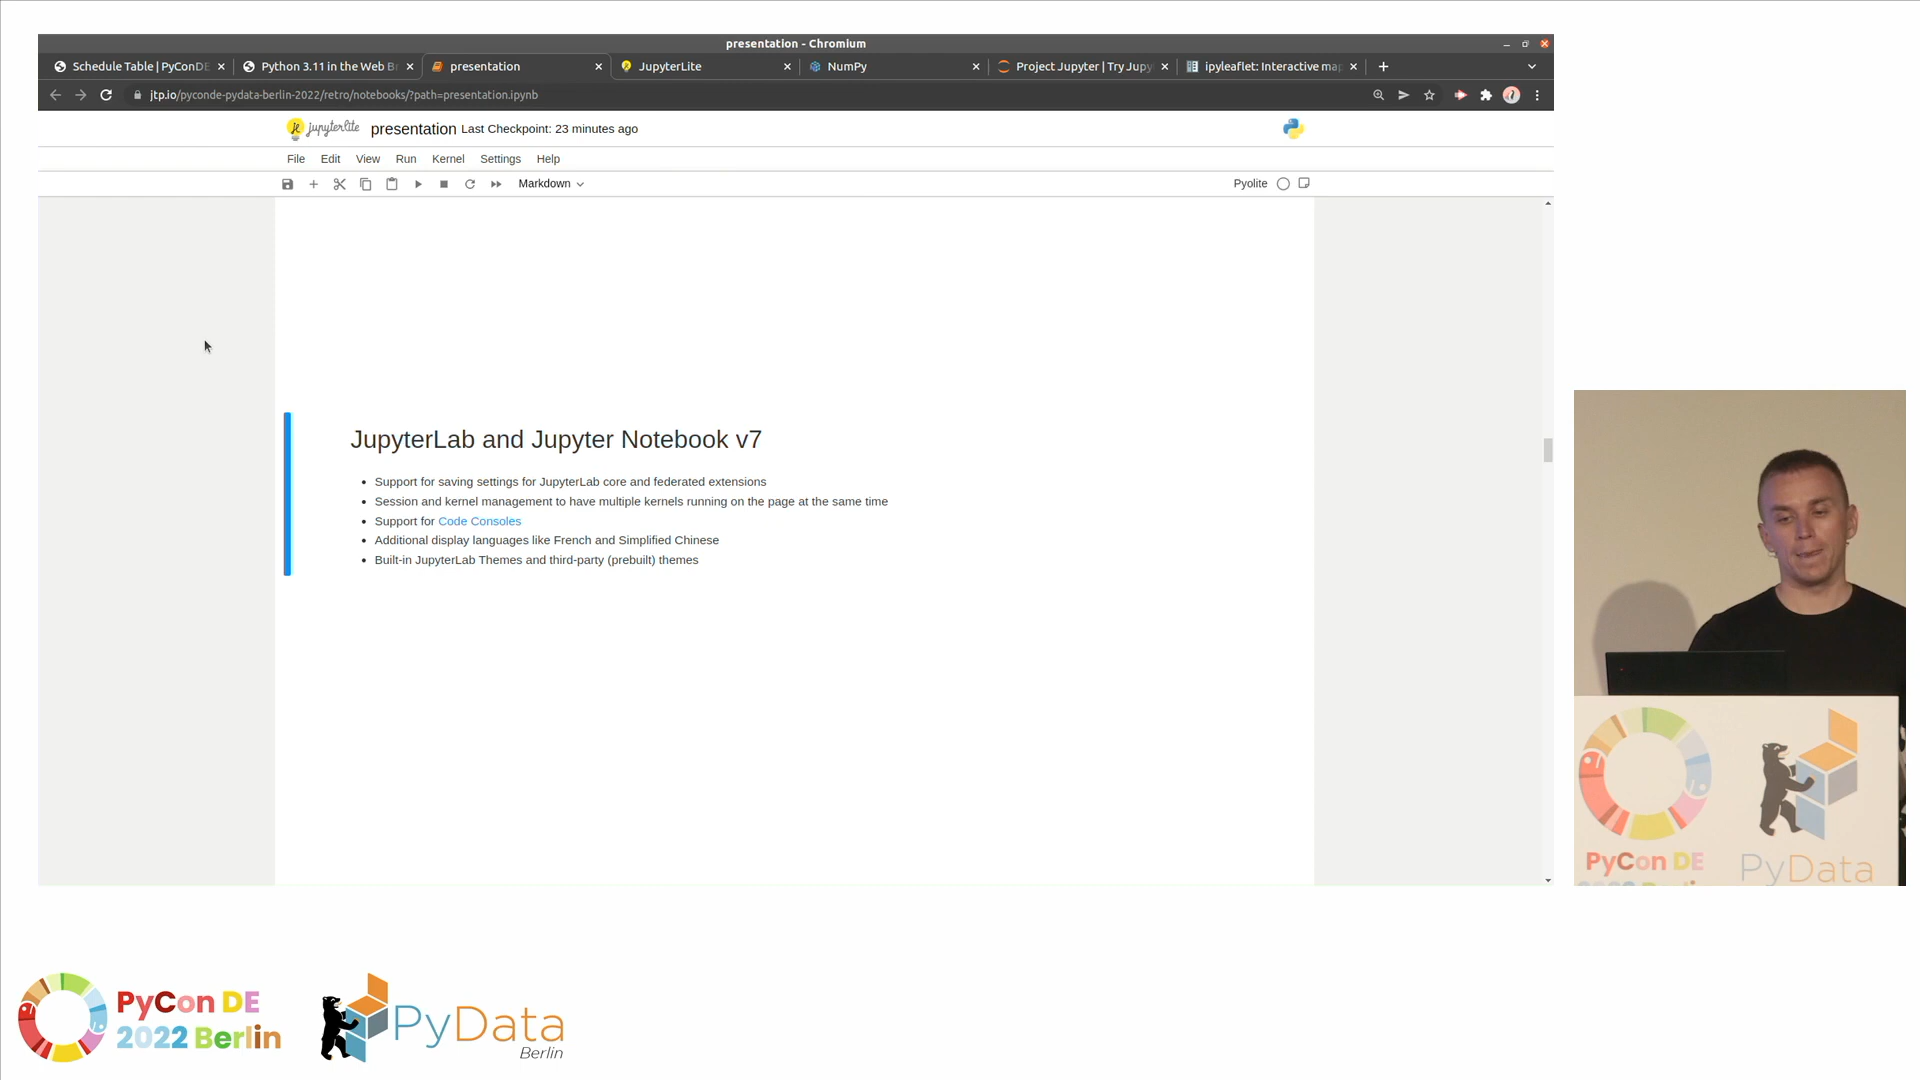 presentation - Chromium
Schedule Table | PyConDE
Python 3.11 in the Web B
presentation
JupyterLite
NumPy
Project Jupyter | Try Jupy
ipyleaflet: Interactive ma
jtp.io/pyconde-pydata-berlin-2022/retro/notebooks/?path=presentation.ipynb
jupyterlite presentation Last Checkpoint: 23 minutes ago
File Edit View Run Kernel Settings Help
Markdown
Pyolite
JupyterLab and Jupyter Notebook v7
• Support for saving settings for JupyterLab core and federated extensions
• Session and kernel management to have multiple kernels running on the page at the same time
• Support for Code Consoles
• Additional display languages like French and Simplified Chinese
• Built-in JupyterLab Themes and third-party (prebuilt) themes
PyCon DE
PyData
PyCon DE
2022 Berlin
PyData
Berlin